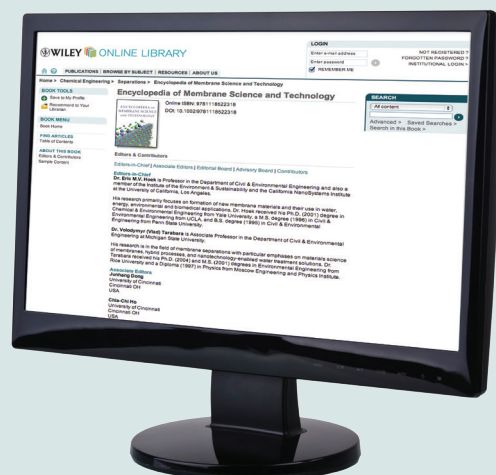 WILEY ONLINE LIBRARY
LOGIN
Enter e-mail address
Enter password
REMEMBER ME
NOT REGISTERED ?
FORGOTTEN PASSWORD ?
INSTITUTIONAL LOGIN >
PUBLICATIONS | BROWSE BY SUBJECT | RESOURCES | ABOUT US
Home > Chemical Engineering > Separations > Encyclopedia of Membrane Science and Technology
BOOK TOOLS
Save to My Profile
Recommend to Your
Librarian
BOOK MENU
Book Home
FIND ARTICLES
Table of Contents
ABOUT THIS BOOK
Editors & Contributors
Sample Content
Encyclopedia of Membrane Science and Technology
ENCYCLOPEDIA OF
MEMBRANE SCIENCE
AND TECHNOLOGY
Online ISBN: 9781118522318
DOI: 10.1002/9781118522318
Editors & Contributors
Editors-in-Chief | Associate Editors | Editorial Board | Advisory Board | Contributors
Editors-in-Chief
Dr. Eric M.V. Hoek is Professor in the Department of Civil & Environmental Engineering and also a
member of the Institute of the Environment & Sustainability and the California NanoSystems Institute
at the University of California, Los Angeles.
His research primarily focuses on formation of new membrane materials and their use in water,
energy, environmental and biomedical applications. Dr. Hoek received his Ph.D. (2001) degree in
Chemical & Environmental Engineering from Yale University, a M.S. degree (1996) in Civil &
Environmental Engineering from UCLA, and B.S. degree (1996) in Civil & Environmental
Engineering from Penn State University.
Dr. Volodymyr (Vlad) Tarabara is Associate Professor in the Department of Civil & Environmental
Engineering at Michigan State University.
His research is in the field of membrane separations with particular emphases on materials science
of membranes, hybrid processes, and nanotechnology-enabled water treatment solutions. Dr.
Tarabara received his Ph.D. (2004) and M.S. (2001) degrees in Environmental Engineering from
Rice University and a Diploma (1997) in Physics from Moscow Engineering and Physics Institute.
Associate Editors
Junhang Dong
University of Cincinnati
Cincinnati OH
USA
Chia-Chi Ho
University of Cincinnati
Cincinnati OH
USA
SEARCH
All content
Advanced > Saved Searches >
Search in this Book >